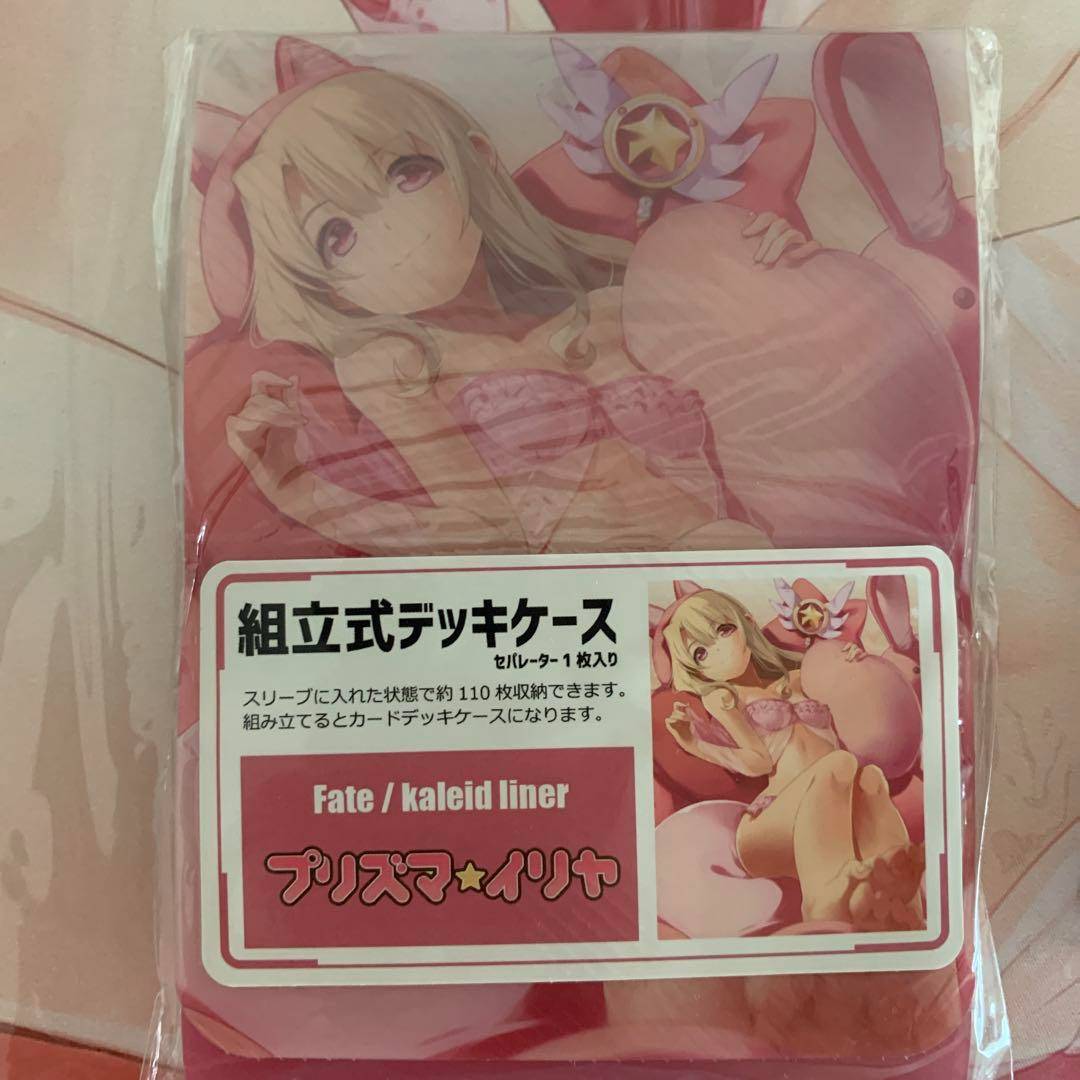 組立式デッキケース
セパレーター1枚入り
スリーブに入れた状態で約110枚収納できます。
組み立てるとカードデッキケースになります。
Fate / kaleid liner
プリズマ☆イリヤ